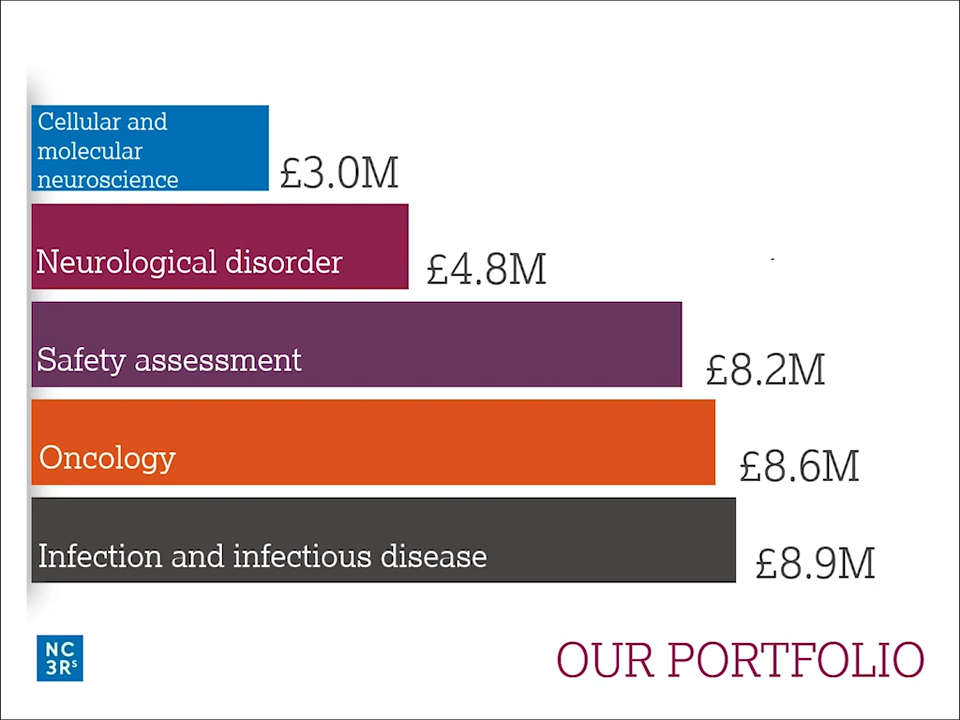 Cellular and
molecular
neuroscience
£3.0M
Neurological disorder
£4.8M
Safety assessment
£8.2M
Oncology
£8.6M
Infection and infectious disease
£8.9M
NC
3Rs
OUR PORTFOLIO